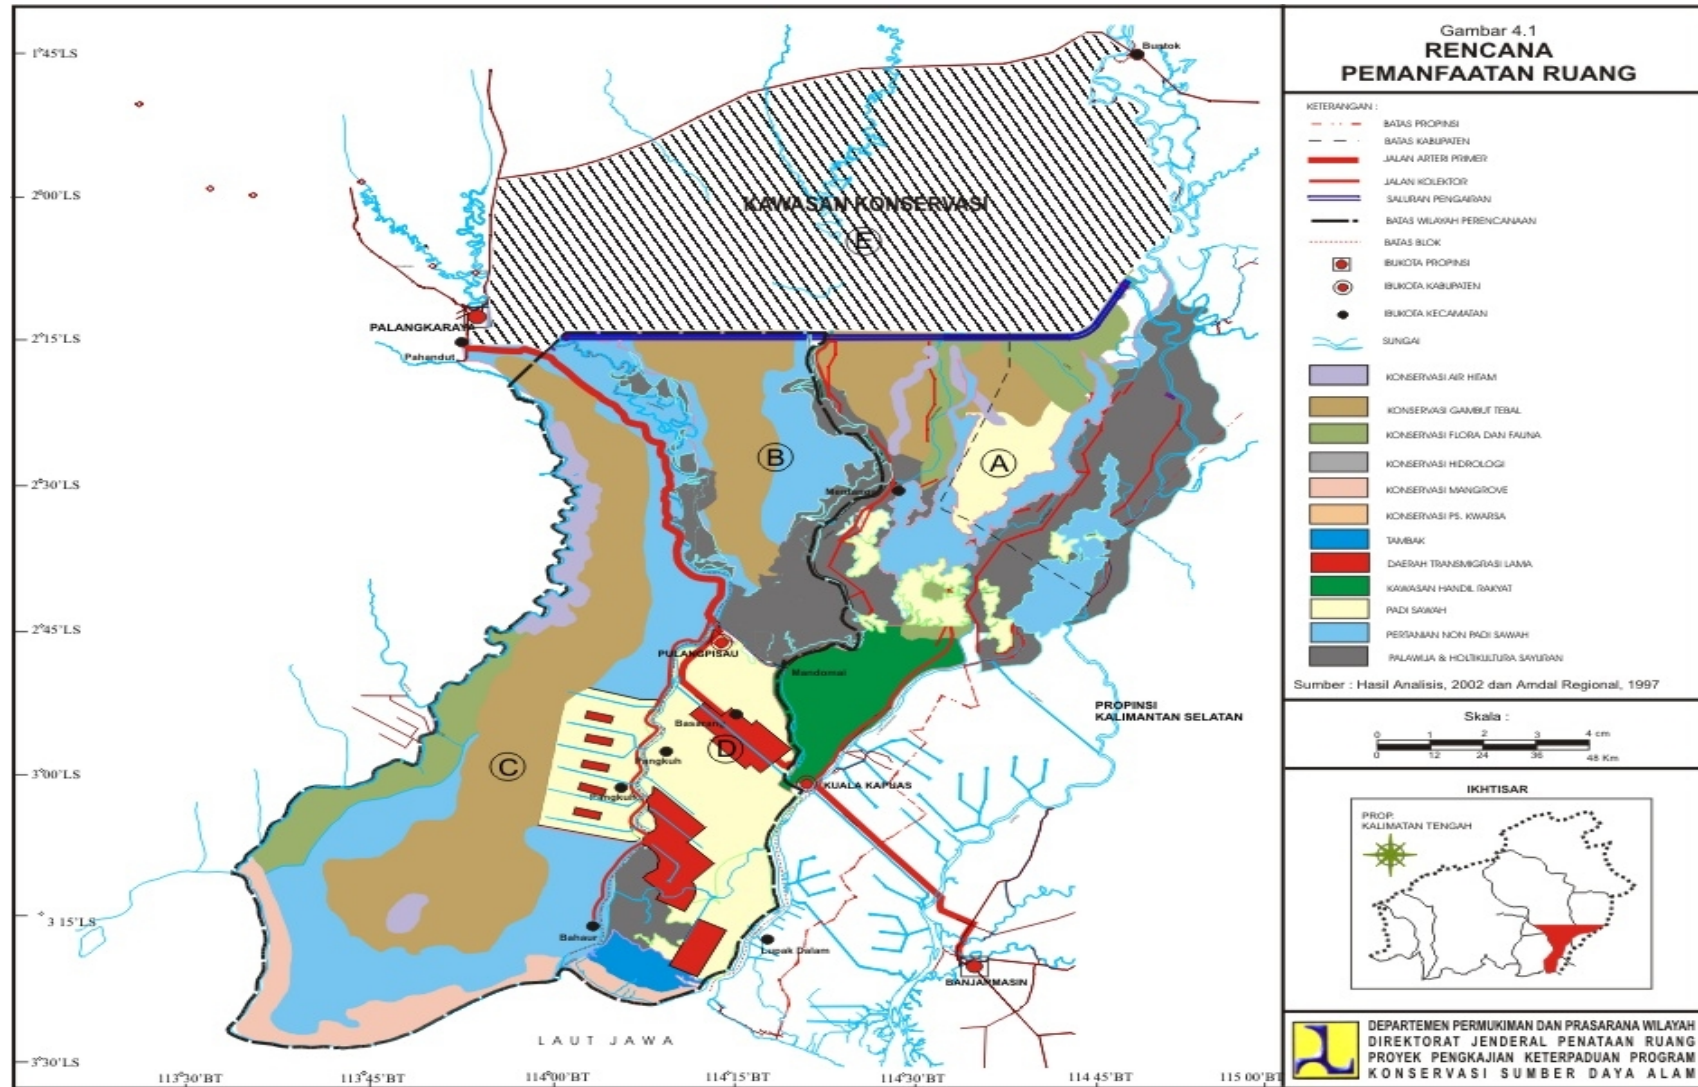 Gambar 4.1
RENCANA
PEMANFAATAN RUANG
KETERANGAN :
BATAS PROPINSI
BATAS KABUPATEN
JALAN ARTERI PRIMER
JALAN KOLEKTOR
SALURAN PENGAIRAN
BATAS WILAYAH PERENCANAAN
BATAS BLOK
IBUKOTA PROPINSI
IBUKOTA KABUPATEN
IBUKOTA KECAMATAN
SUNGAI
KONSERVASI AIR HITAM
KONSERVASI GAMBUT TEBAL
KONSERVASI FLORA DAN FAUNA
KONSERVASI HIDROLOGI
KONSERVASI MANGROVE
KONSERVASI PS. KWARSA
TAMBAK
DAERAH TRANSMIGRASI LAMA
KAWASAN HANDIL RAKYAT
PADI SAWAH
PERTANIAN NON PADI SAWAH
PALAWIJA & HOLTIKULTURA SAYURAN
Sumber : Hasil Analisis, 2002 dan Amdal Regional, 1997
Skala :
0 1 2 3 4 cm
0 12 24 36 48 Km
IKHTISAR
PROP.
KALIMATAN TENGAH
DEPARTEMEN PERMUKIMAN DAN PRASARANA WILAYAH
DIREKTORAT JENDERAL PENATAAN RUANG
PROYEK PENGKAJIAN KETERPADUAN PROGRAM
KONSERVASI SUMBER DAYA ALAM
1°45'LS
2°00'LS
2°15'LS
2°30'LS
2°45'LS
3°00'LS
3 15'LS
3°30'LS
113°30'BT
113°45'BT
114°00'BT
114°15'BT
114°30'BT
114°45'BT
115°00'BT
Buntok
KAWASAN KONSERVASI
E
PALANGKARAYA
Pahandut
B
A
Mentang
PULANGPISAU
Mandomai
PROPINSI
KALIMANTAN SELATAN
Basarang
D
C
Pangkuh
Pangkuh
KUALA KAPUAS
Bahaur
Lupak Dalam
BANJARMASIN
LAUT JAWA